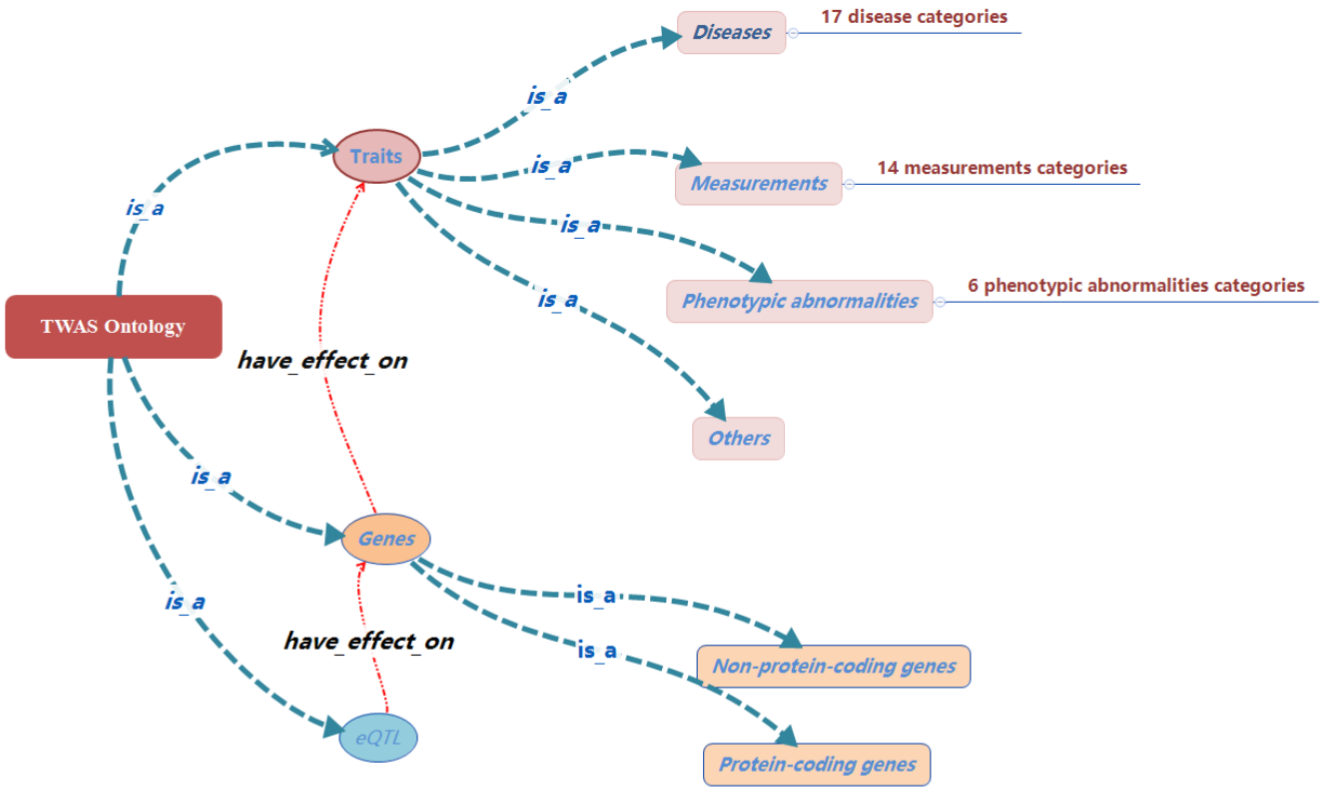 17 disease categories
Diseases
is_a
Traits
is_a
14 measurements categories
Measurements
is_a
is_a
6 phenotypic abnormalities categories
Phenotypic abnormalities
is_a
TWAS Ontology
have_effect_on
Others
is_a
Genes
is_a
is_a
have_effect_on
is_a
Non-protein-coding genes
eQTL
Protein-coding genes